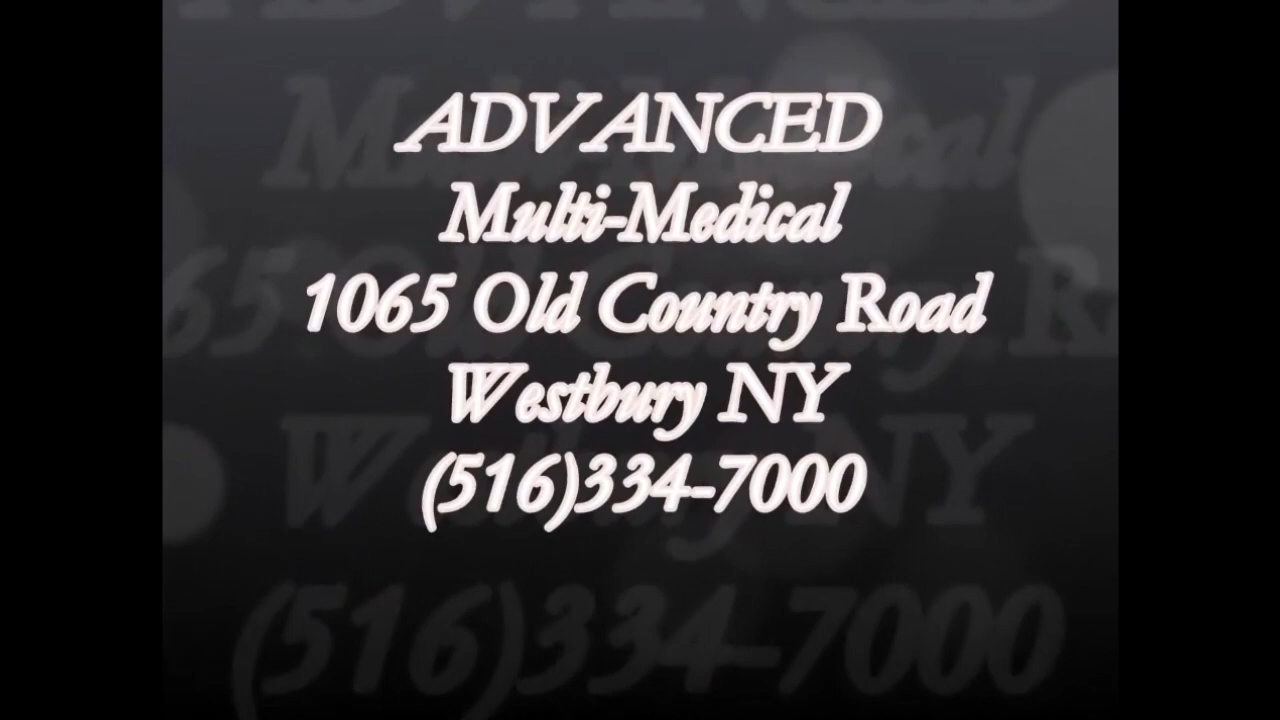 ADVANCED
Multi-Medical
1065 Old Country Road
Westbury NY
(516)334-7000